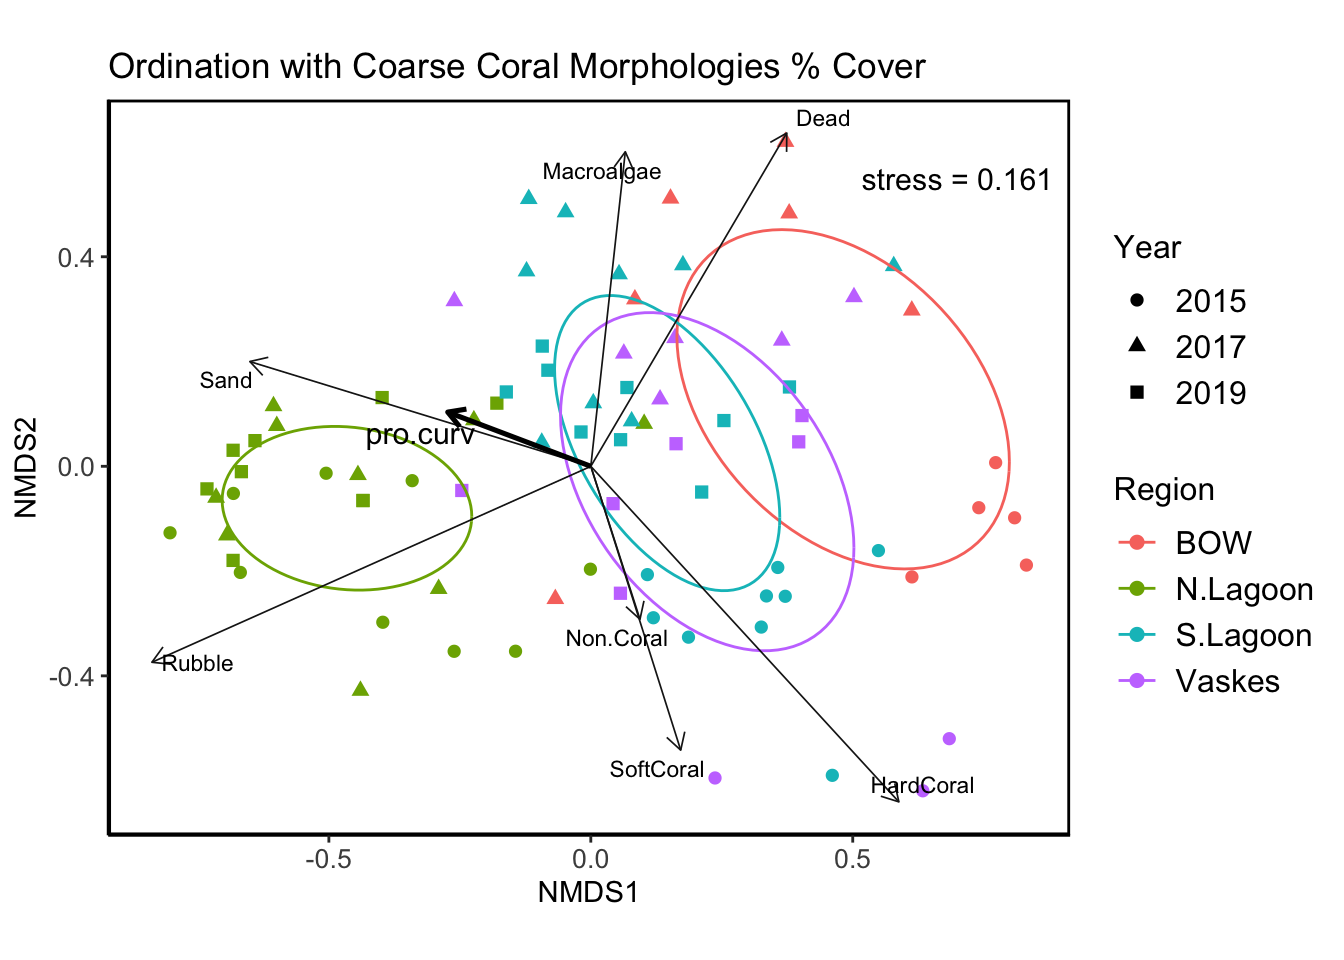 Ordination with Coarse Coral Morphologies % Cover
Dead
Macroalgae
stress = 0.161
Sand
pro.curv
Non.Coral
Rubble
SoftCoral
HardCoral
0.4
0.0
-0.4
NMDS2
-0.5
0.0
0.5
NMDS1
Year
2015
2017
2019
Region
BOW
N.Lagoon
S.Lagoon
Vaskes